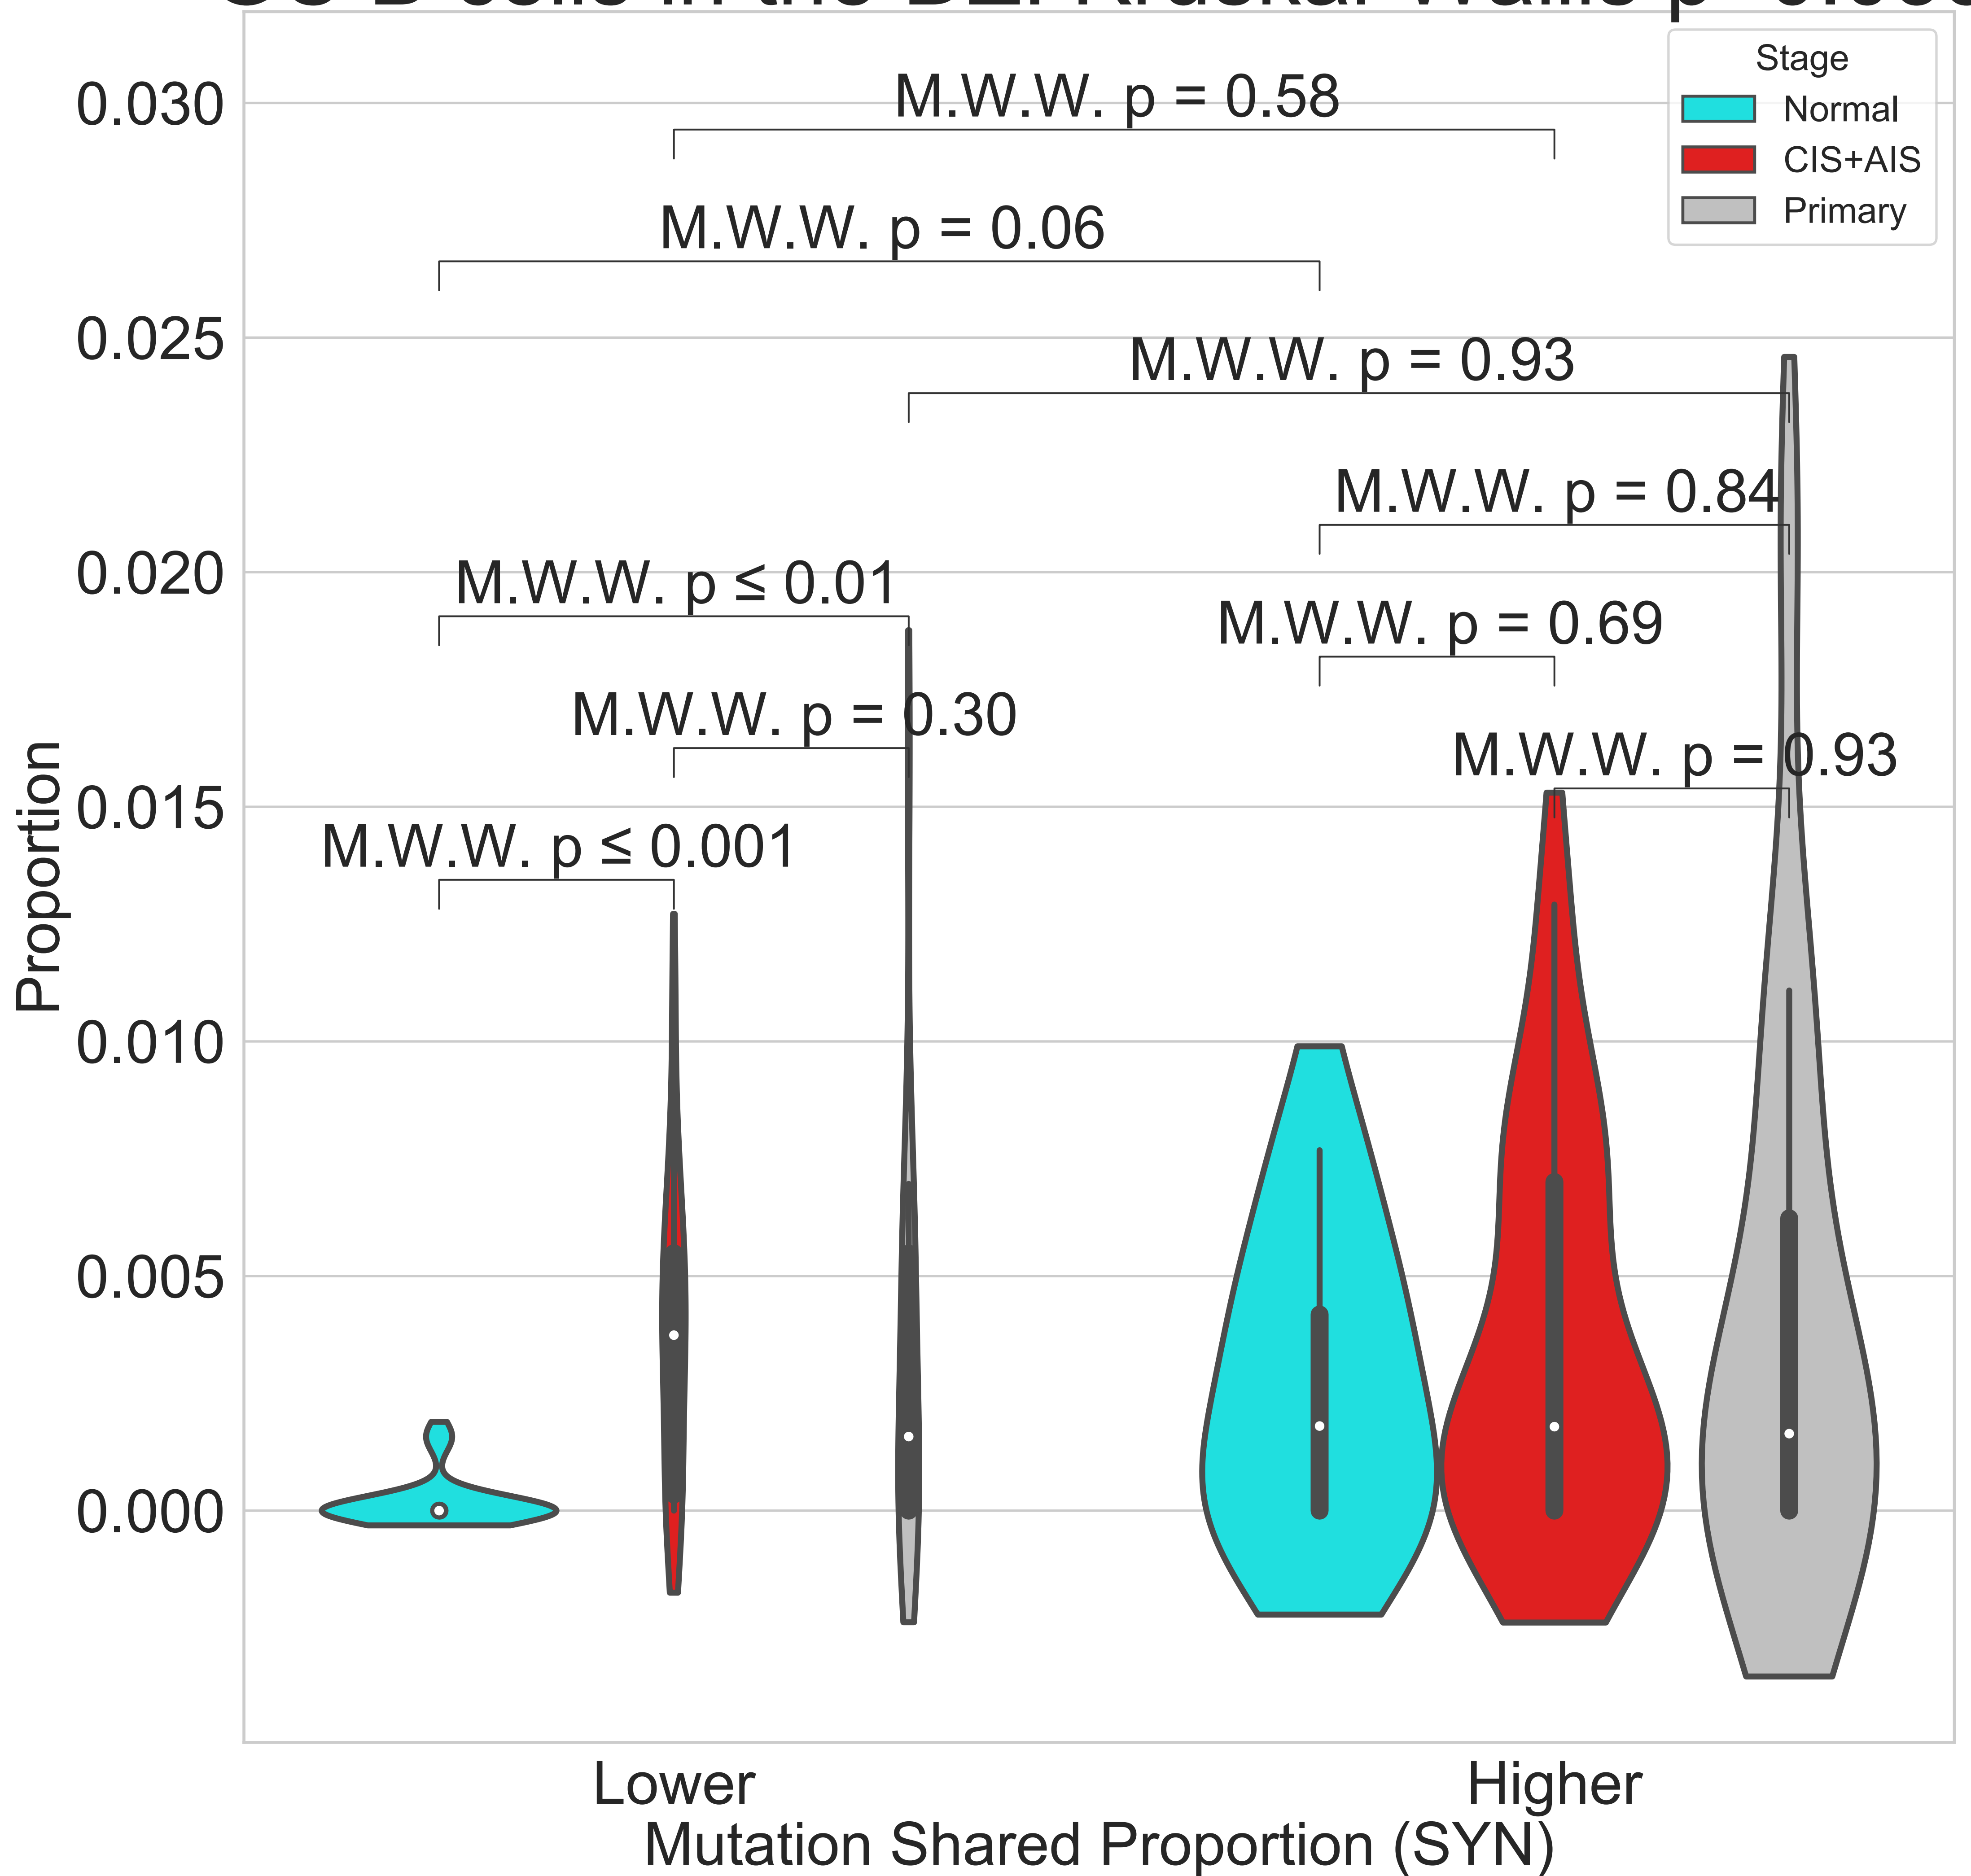 Stage
Normal
CIS+AIS
Primary
0.030
0.025
0.020
0.015
0.010
0.005
0.000
Proportion
M.W.W. p = 0.58
M.W.W. p = 0.06
M.W.W. p = 0.93
M.W.W. p = 0.84
M.W.W. p ≤ 0.01
M.W.W. p = 0.69
M.W.W. p = 0.30
M.W.W. p = 0.93
M.W.W. p ≤ 0.001
Lower
Higher
Mutation Shared Proportion (SYN)